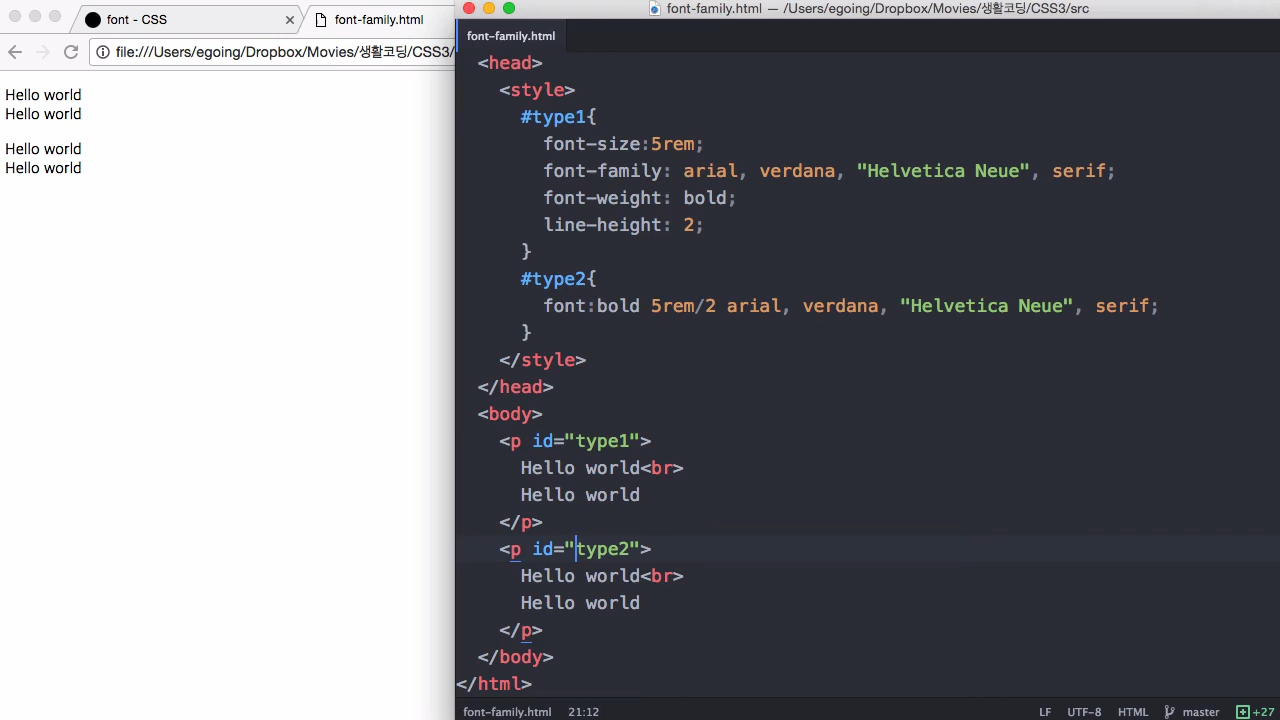 font - CSS
font-family.html
font-family.html — /Users/egoing/Dropbox/Movies/생활코딩/CSS3/src
file:///Users/egoing/Dropbox/Movies/생활코딩/CSS3/
font-family.html
Hello world
Hello world
Hello world
Hello world
<head>
<style>
#type1{
font-size:5rem;
font-family: arial, verdana, "Helvetica Neue", serif;
font-weight: bold;
line-height: 2;
}
#type2{
font:bold 5rem/2 arial, verdana, "Helvetica Neue", serif;
}
</style>
</head>
<body>
<p id="type1">
Hello world<br>
Hello world
</p>
<p id="type2">
Hello world<br>
Hello world
</p>
</body>
</html>
font-family.html 21:12 LF UTF-8 HTML master +27